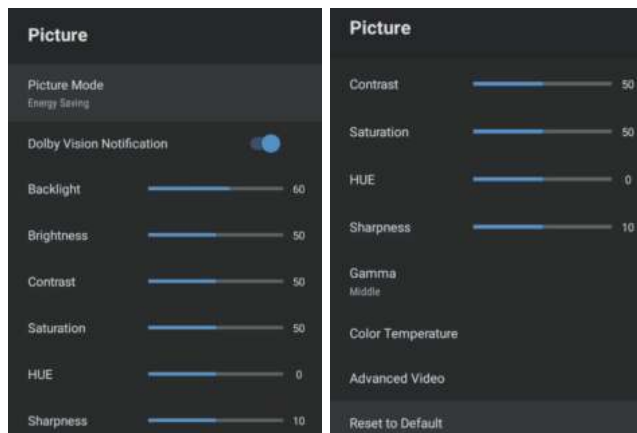 Picture
Picture Mode
Energy Saving
Dolby Vision Notification
Backlight 60
Brightness 50
Contrast 50
Saturation 50
HUE 0
Sharpness 10
Picture
Contrast 50
Saturation 50
HUE 0
Sharpness 10
Gamma
Middle
Color Temperature
Advanced Video
Reset to Default